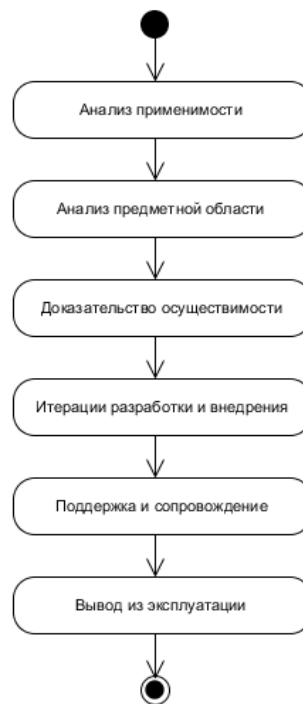 Анализ применимости
Анализ предметной области
Доказательство осуществимости
Итерации разработки и внедрения
Поддержка и сопровождение
Вывод из эксплуатации